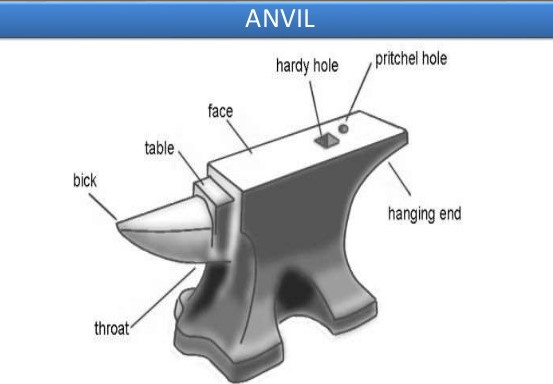 ANVIL
pritchel hole
hardy hole
face
table
bick
hanging end
throat